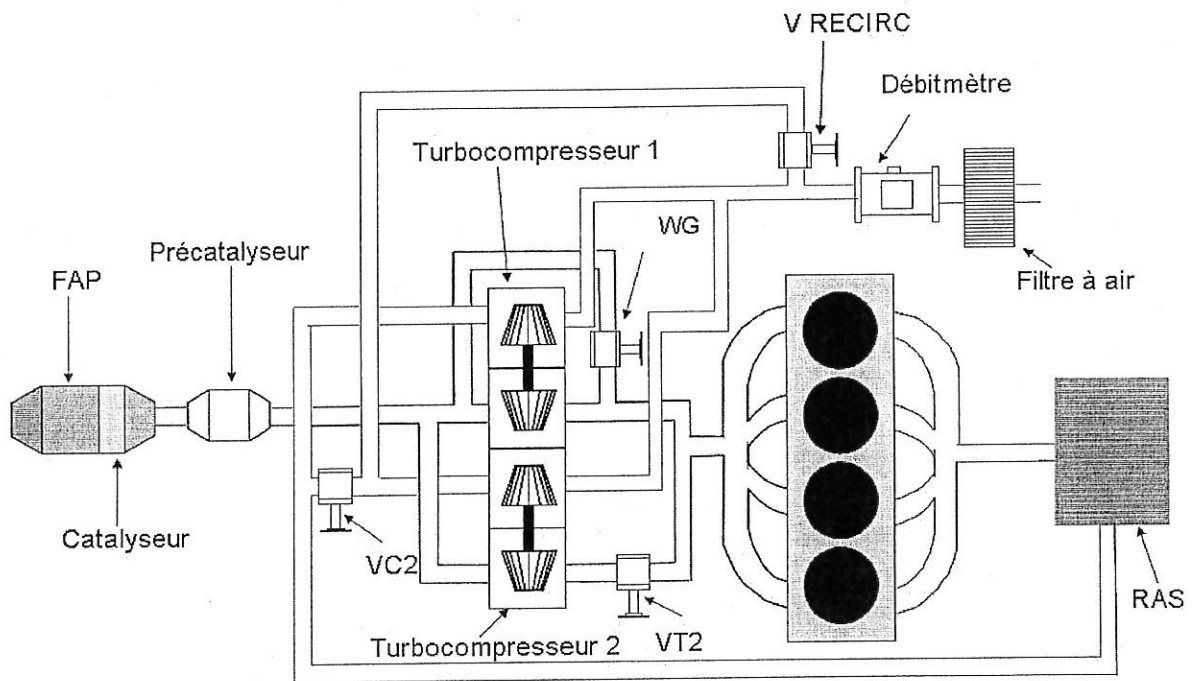 V RECIRC
Débitmètre
Turbocompresseur 1
WG
Précatalyseur
FAP
Filtre à air
Catalyseur
VC2
Turbocompresseur 2
VT2
RAS